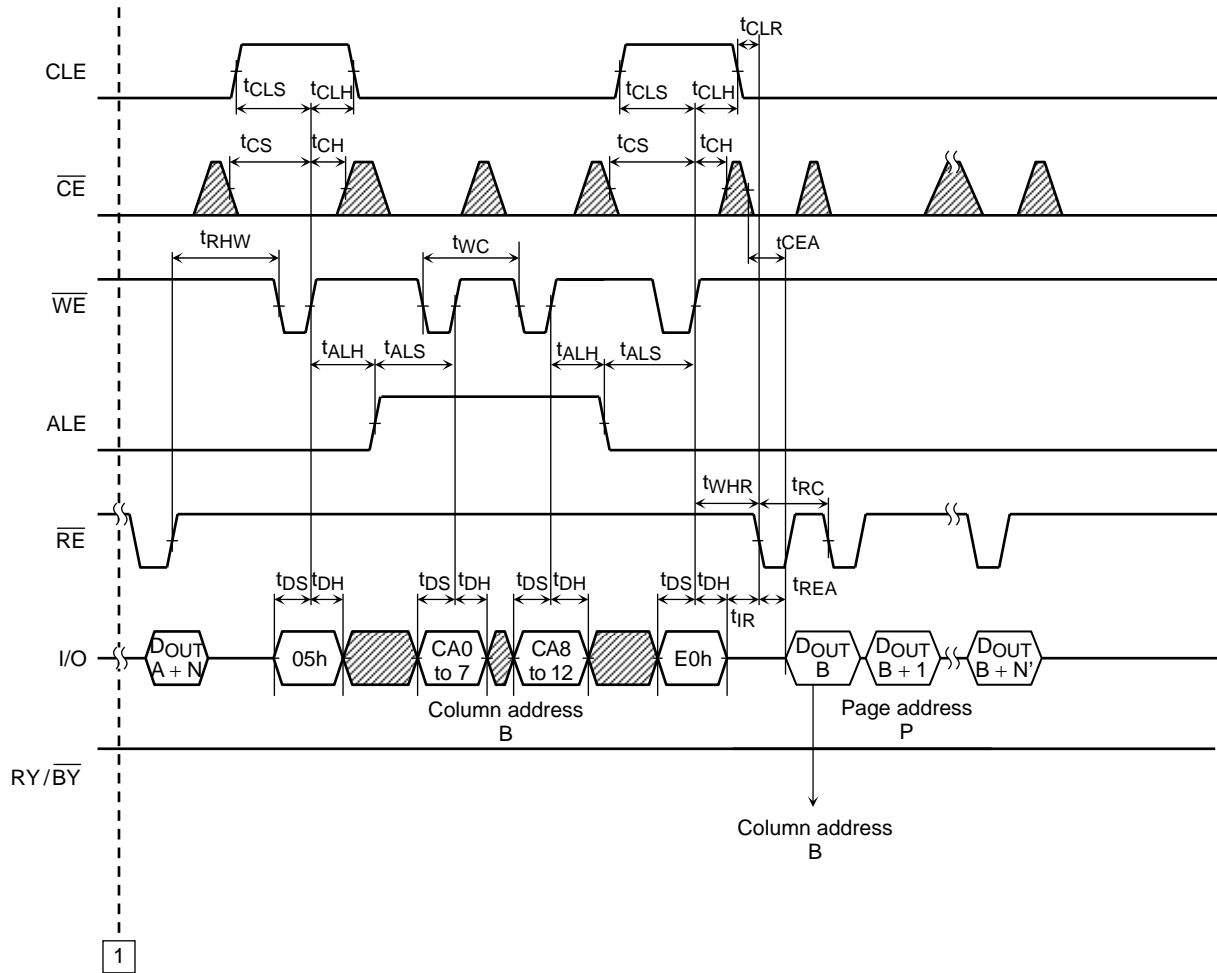 tCLR
CLE
tCLS tCLH tCLS tCLH
tCS tCH tCS tCH
CE
tRHW tWC tCEA
WE
tALH tALS tALH tALS
ALE
tWHR tRC
RE
tDS tDH tDS tDH tDS tDH tDS tDH tREA
tIR
I/O
DOUT
A + N
05h
CA0
to 7
CA8
to 12
E0h
DOUT
B
DOUT
B + 1
DOUT
B + N’
Column address
B
Page address
P
RY/BY
Column address
B
1